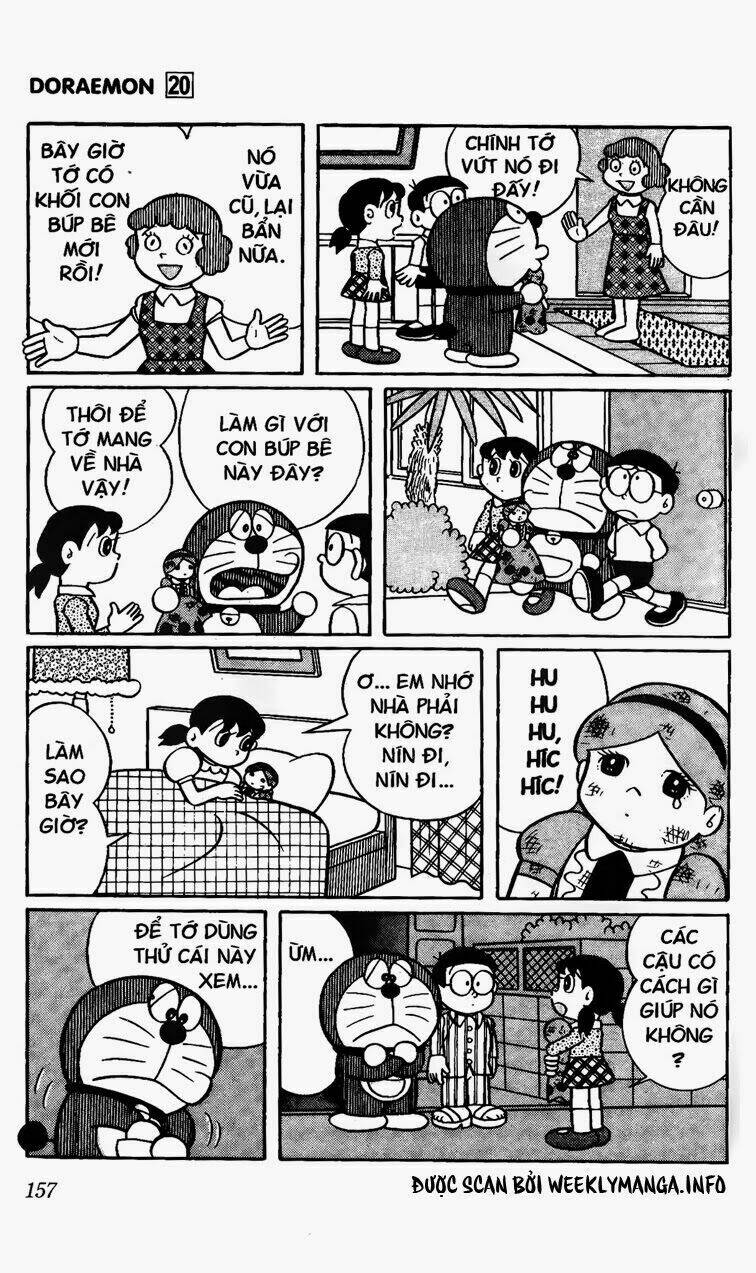 DORAEMON 20
KHÔNG
CẦN
ĐÂU!
CHÍNH TỚ
VỨT NÓ ĐI
ĐẤY!
NÓ
VỪA
CŨ, LẠI
BẨN
NỮA.
BÂY GIỜ
TỚ CÓ
KHỐI CON
BÚP BÊ
MỚI
RỒI!
LÀM GÌ VỚI
CON BÚP BÊ
NÀY ĐÂY?
THÔI ĐỂ
TỚ MANG
VỀ NHÀ
VẬY!
HU
HU
HU,
HÍC
HÍC!
Ơ... EM NHỚ
NHÀ PHẢI
KHÔNG?
NÍN ĐI,
NÍN ĐI...
LÀM
SAO
BÂY
GIỜ?
CÁC
CẬU CÓ
CÁCH GÌ
GIÚP NÓ
KHÔNG
?
ỪM...
ĐỂ TỚ DÙNG
THỬ CÁI NÀY
XEM...
157
ĐƯỢC SCAN BỞI WEEKLYMANGA.INFO